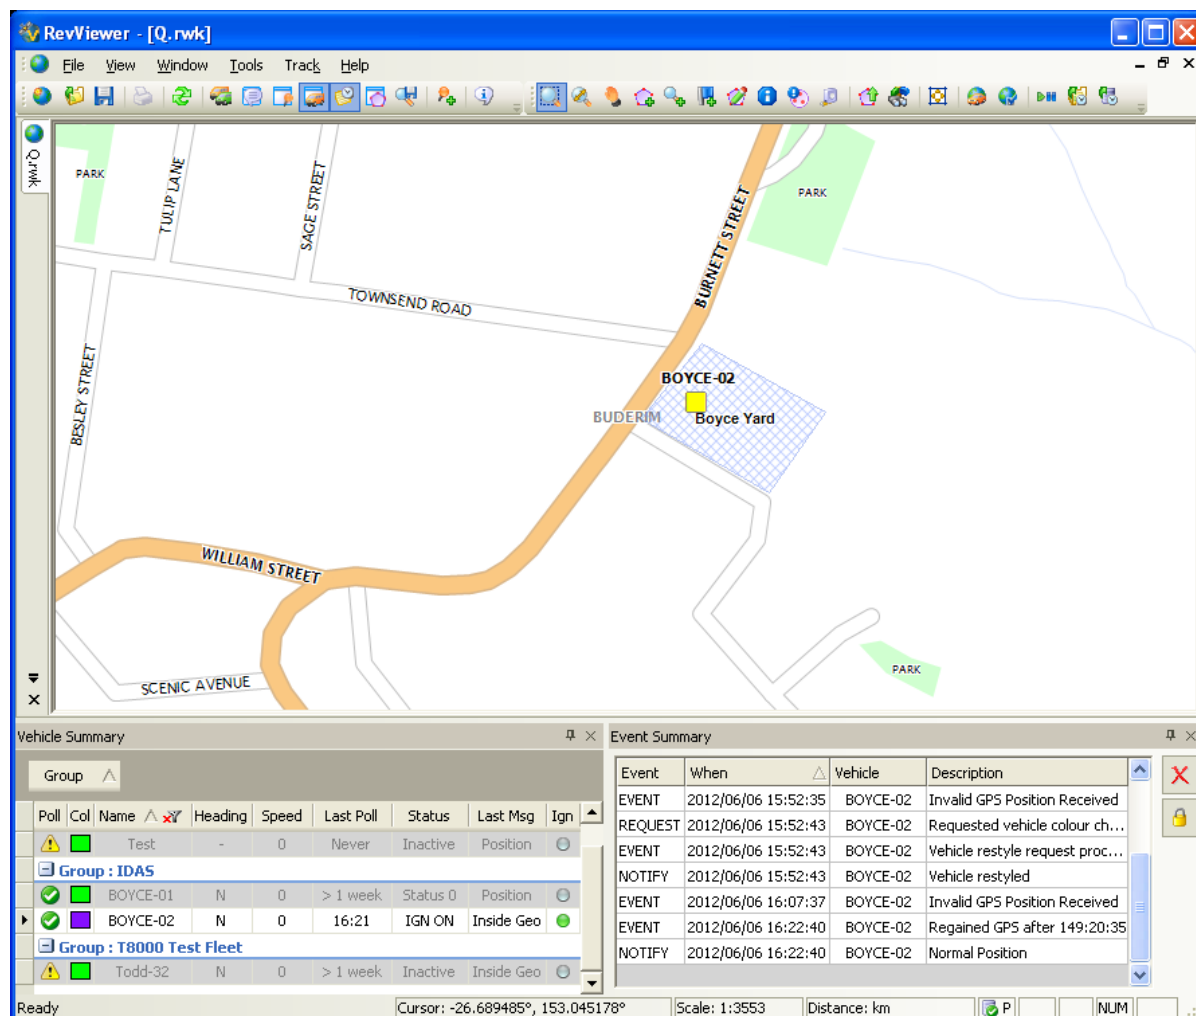 RevViewer - [Q.rwk]
File View Window Tools Track Help
Q.rwk
PARK
TULIP LANE
SAGE STREET
BURNETT STREET
PARK
TOWNSEND ROAD
BESLEY STREET
BOYCE-02
BUDERIM
Boyce Yard
WILLIAM STREET
SCENIC AVENUE
PARK
Vehicle Summary
Group
Poll Col Name Heading Speed Last Poll Status Last Msg Ign
Test - 0 Never Inactive Position
Group : IDAS
BOYCE-01 N 0 > 1 week Status 0 Position
BOYCE-02 N 0 16:21 IGN ON Inside Geo
Group : T8000 Test Fleet
Todd-32 N 0 > 1 week Inactive Inside Geo
Event Summary
Event When Vehicle Description
EVENT 2012/06/06 15:52:35 BOYCE-02 Invalid GPS Position Received
REQUEST 2012/06/06 15:52:43 BOYCE-02 Requested vehicle colour ch...
EVENT 2012/06/06 15:52:43 BOYCE-02 Vehicle restyle request proc...
NOTIFY 2012/06/06 15:52:43 BOYCE-02 Vehicle restyled
EVENT 2012/06/06 16:07:37 BOYCE-02 Invalid GPS Position Received
EVENT 2012/06/06 16:22:40 BOYCE-02 Regained GPS after 149:20:35
NOTIFY 2012/06/06 16:22:40 BOYCE-02 Normal Position
Ready Cursor: -26.689485°, 153.045178° Scale: 1:3553 Distance: km P NUM